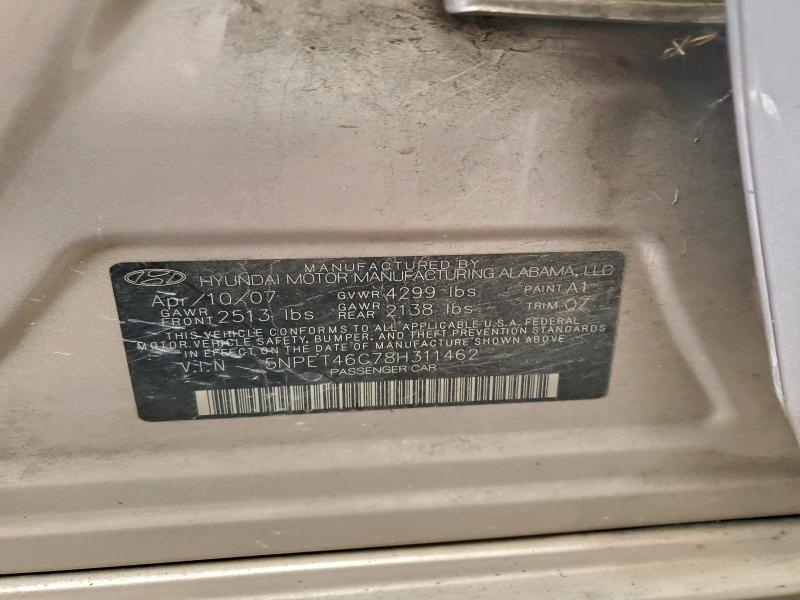 MANUFACTURED BY
HYUNDAI MOTOR MANUFACTURING ALABAMA, LLC
Apr/10/07 GVWR 4299 lbs PAINT A1
GAWR FRONT 2513 lbs GAWR REAR 2138 lbs TRIM QZ
THIS VEHICLE CONFORMS TO ALL APPLICABLE U.S.A FEDERAL
MOTOR VEHICLE SAFETY, BUMPER, AND THEFT PREVENTION STANDARDS
IN EFFECT ON THE DATE OF MANUFACTURE SHOWN ABOVE
V.I.N 5NPET46C78H311462
PASSENGER CAR